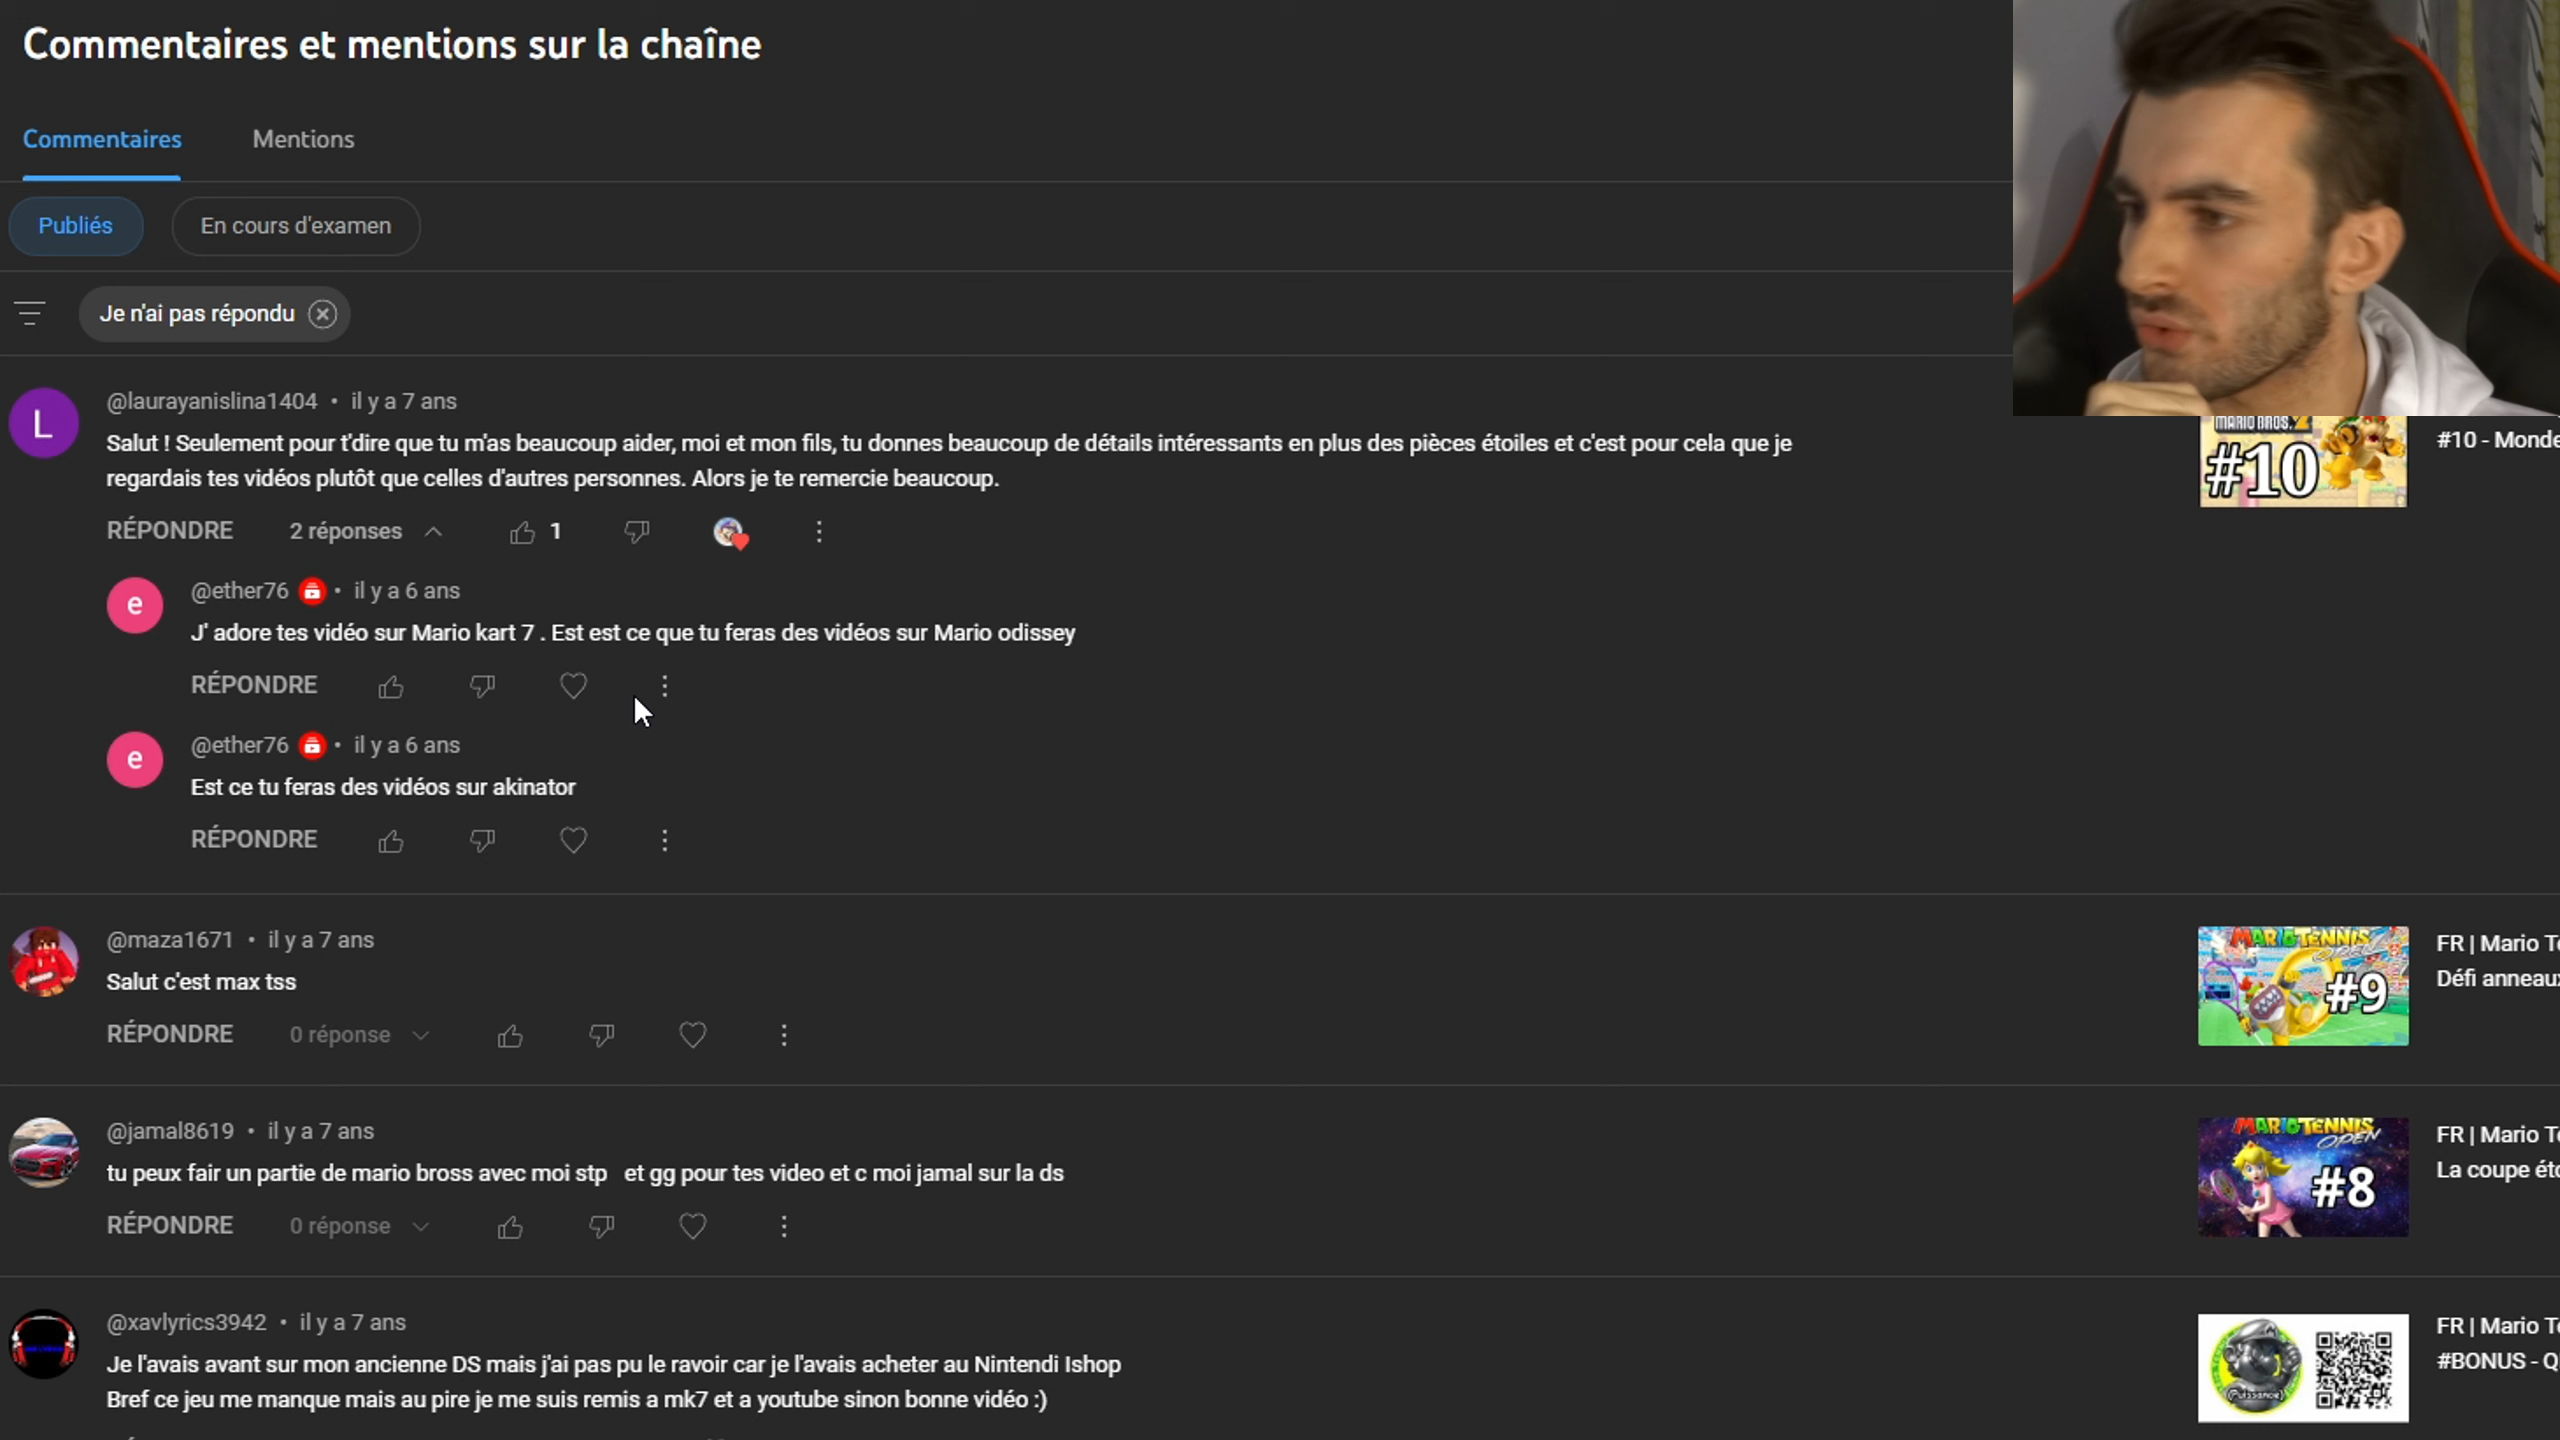 Commentaires et mentions sur la chaîne
Commentaires
Mentions
Publiés
En cours d'examen
Je n'ai pas répondu
@laurayanislina1404 • il y a 7 ans
Salut ! Seulement pour t'dire que tu m'as beaucoup aider, moi et mon fils, tu donnes beaucoup de détails intéressants en plus des pièces étoiles et c'est pour cela que je
regardais tes vidéos plutôt que celles d'autres personnes. Alors je te remercie beaucoup.
RÉPONDRE
2 réponses
1
MARIO BROS. 2
#10
#10 - Monde
L
@ether76 • il y a 6 ans
J' adore tes vidéo sur Mario kart 7 . Est est ce que tu feras des vidéos sur Mario odissey
RÉPONDRE
e
@ether76 • il y a 6 ans
Est ce tu feras des vidéos sur akinator
RÉPONDRE
e
@maza1671 • il y a 7 ans
Salut c'est max tss
RÉPONDRE
0 réponse
MARIO TENNIS
OPEN
#9
FR | Mario Te
Défi anneaux
@jamal8619 • il y a 7 ans
tu peux fair un partie de mario bross avec moi stp et gg pour tes video et c moi jamal sur la ds
RÉPONDRE
0 réponse
MARIO TENNIS
OPEN
#8
FR | Mario Te
La coupe éto
@xavlyrics3942 • il y a 7 ans
Je l'avais avant sur mon ancienne DS mais j'ai pas pu le ravoir car je l'avais acheter au Nintendi Ishop
Bref ce jeu me manque mais au pire je me suis remis a mk7 et a youtube sinon bonne vidéo :)
FR | Mario Te
#BONUS - Q